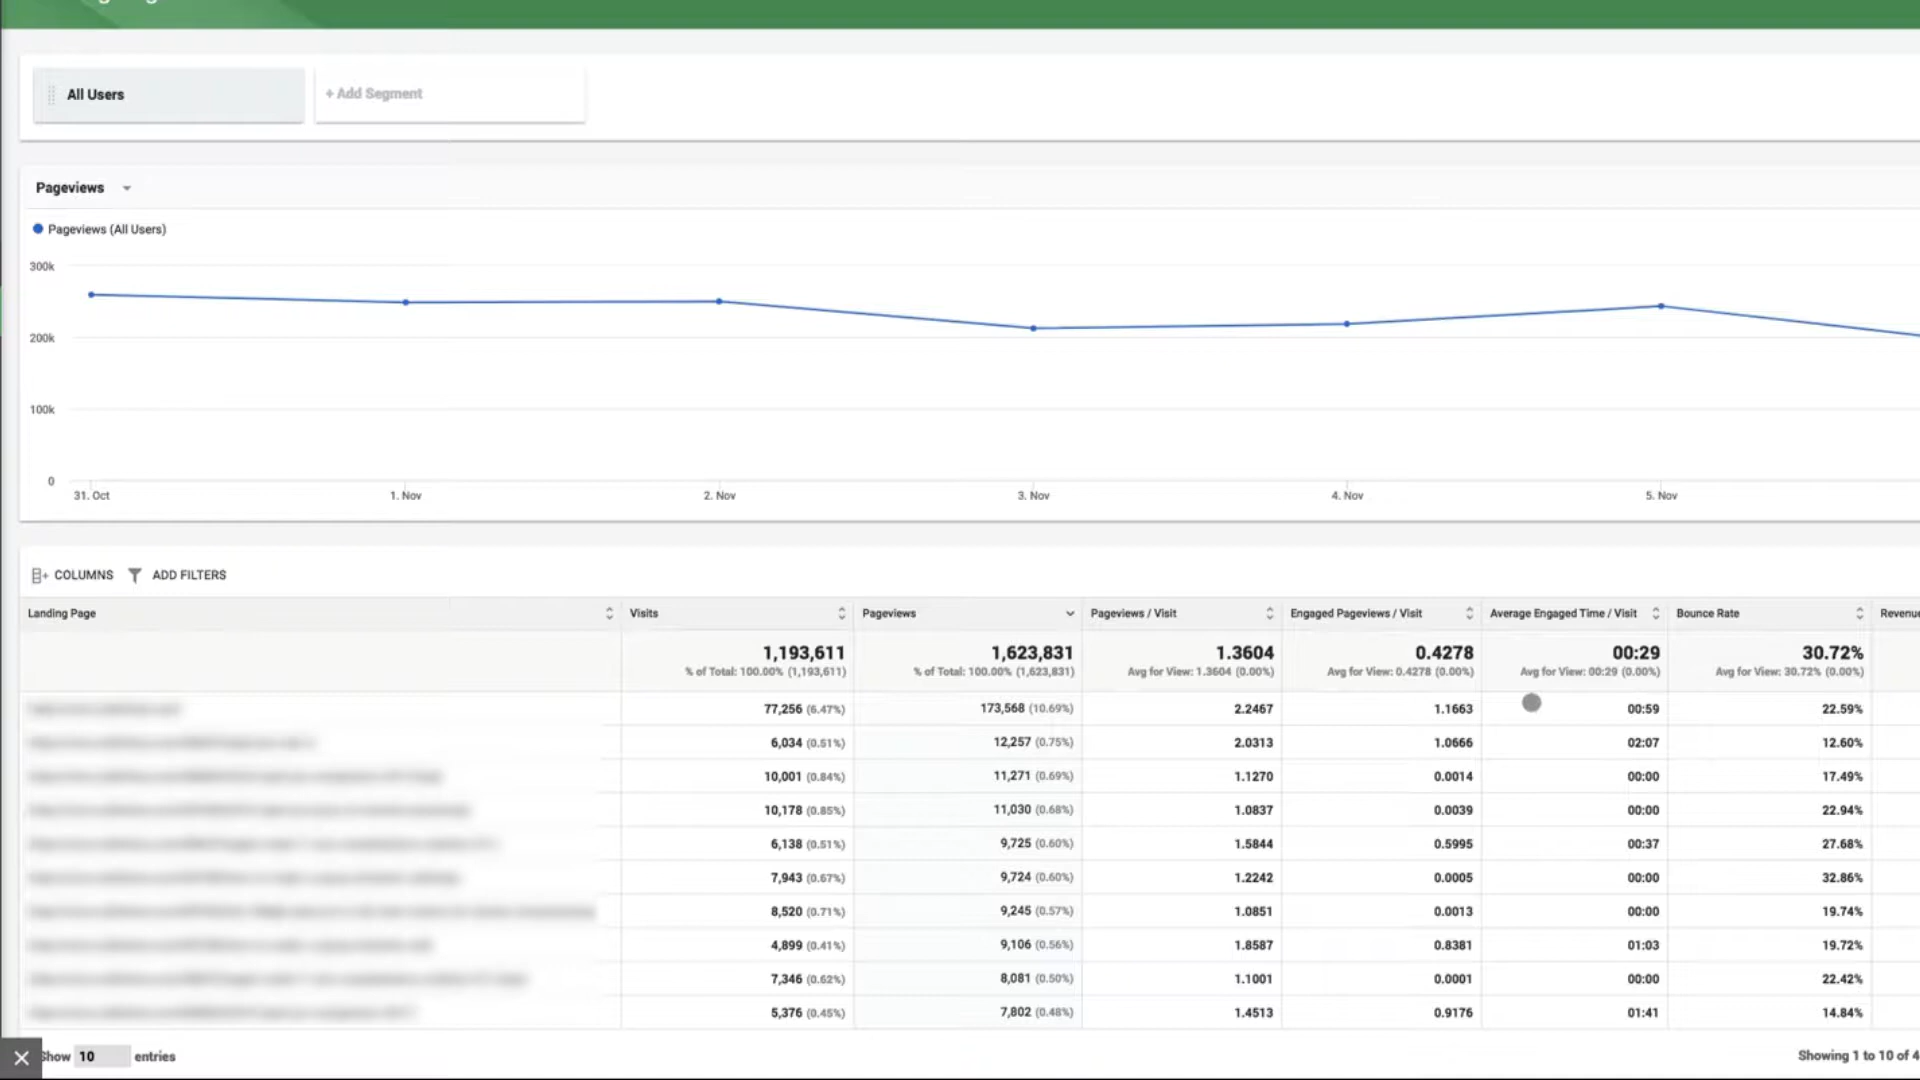 All Users
+ Add Segment
Pageviews
Pageviews (All Users)
300k
200k
100k
0
31. Oct 1. Nov 2. Nov 3. Nov 4. Nov 5. Nov
COLUMNS ADD FILTERS
Landing Page Visits Pageviews Pageviews / Visit Engaged Pageviews / Visit Average Engaged Time / Visit Bounce Rate Revenue
1,193,611 1,623,831 1.3604 0.4278 00:29 30.72%
% of Total: 100.00% (1,193,611) % of Total: 100.00% (1,623,831) Avg for View: 1.3604 (0.00%) Avg for View: 0.4278 (0.00%) Avg for View: 00:29 (0.00%) Avg for View: 30.72% (0.00%)
77,256 (6.47%) 173,568 (10.69%) 2.2467 1.1663 00:59 22.59%
6,034 (0.51%) 12,257 (0.75%) 2.0313 1.0666 02:07 12.60%
10,001 (0.84%) 11,271 (0.69%) 1.1270 0.0014 00:00 17.49%
10,178 (0.85%) 11,030 (0.68%) 1.0837 0.0039 00:00 22.94%
6,138 (0.51%) 9,725 (0.60%) 1.5844 0.5995 00:37 27.68%
7,943 (0.67%) 9,724 (0.60%) 1.2242 0.0005 00:00 32.86%
8,520 (0.71%) 9,245 (0.57%) 1.0851 0.0013 00:00 19.74%
4,899 (0.41%) 9,106 (0.56%) 1.8587 0.8381 01:03 19.72%
7,346 (0.62%) 8,081 (0.50%) 1.1001 0.0001 00:00 22.42%
5,376 (0.45%) 7,802 (0.48%) 1.4513 0.9176 01:41 14.84%
Show 10 entries Showing 1 to 10 of 4